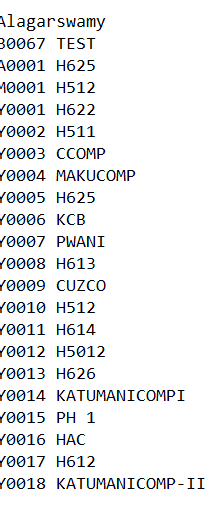 Alagarswamy
B0067 TEST
A0001 H625
M0001 H512
Y0001 H622
Y0002 H511
Y0003 CCOMP
Y0004 MAKUCOMP
Y0005 H625
Y0006 KCB
Y0007 PWANI
Y0008 H613
Y0009 CUZCO
Y0010 H512
Y0011 H614
Y0012 H5012
Y0013 H626
Y0014 KATUMANICOMPI
Y0015 PH 1
Y0016 HAC
Y0017 H612
Y0018 KATUMANICOMP-II